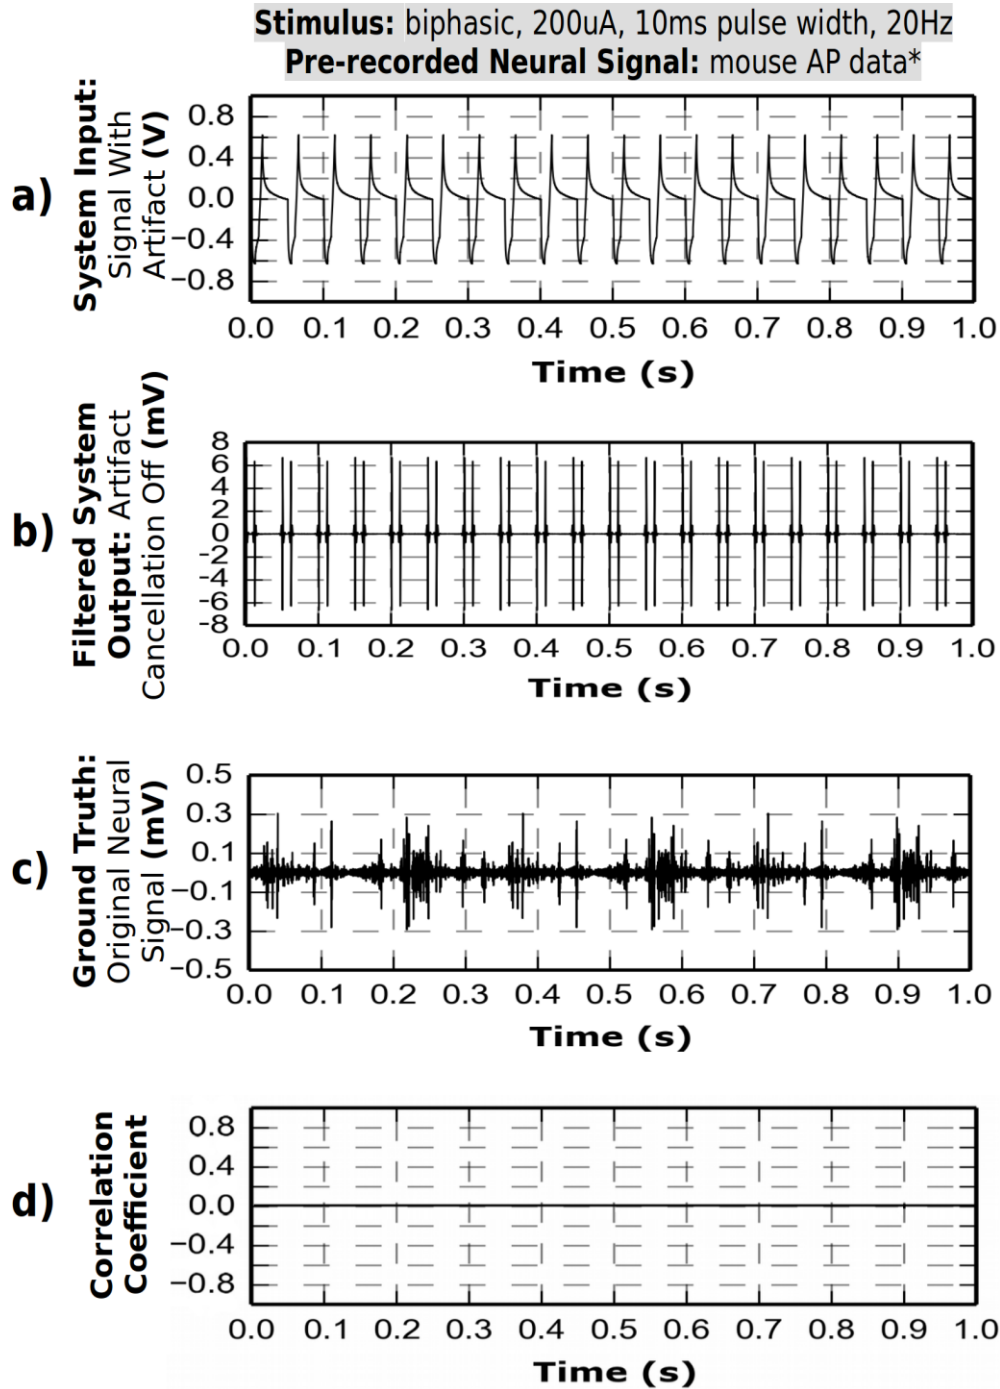 Stimulus: biphasic, 200uA, 10ms pulse width, 20Hz
Pre-recorded Neural Signal: mouse AP data*
a)
System Input:
Signal With
Artifact (V)
0.8
0.4
0.0
−0.4
−0.8
0.0 0.1 0.2 0.3 0.4 0.5 0.6 0.7 0.8 0.9 1.0
Time (s)
b)
Filtered System
Output: Artifact
Cancellation Off (mV)
8
6
4
2
0
-2
-4
-6
-8
0.0 0.1 0.2 0.3 0.4 0.5 0.6 0.7 0.8 0.9 1.0
Time (s)
c)
Ground Truth:
Original Neural
Signal (mV)
0.5
0.3
0.1
−0.1
−0.3
−0.5
0.0 0.1 0.2 0.3 0.4 0.5 0.6 0.7 0.8 0.9 1.0
Time (s)
d)
Correlation
Coefficient
0.8
0.4
0.0
−0.4
−0.8
0.0 0.1 0.2 0.3 0.4 0.5 0.6 0.7 0.8 0.9 1.0
Time (s)